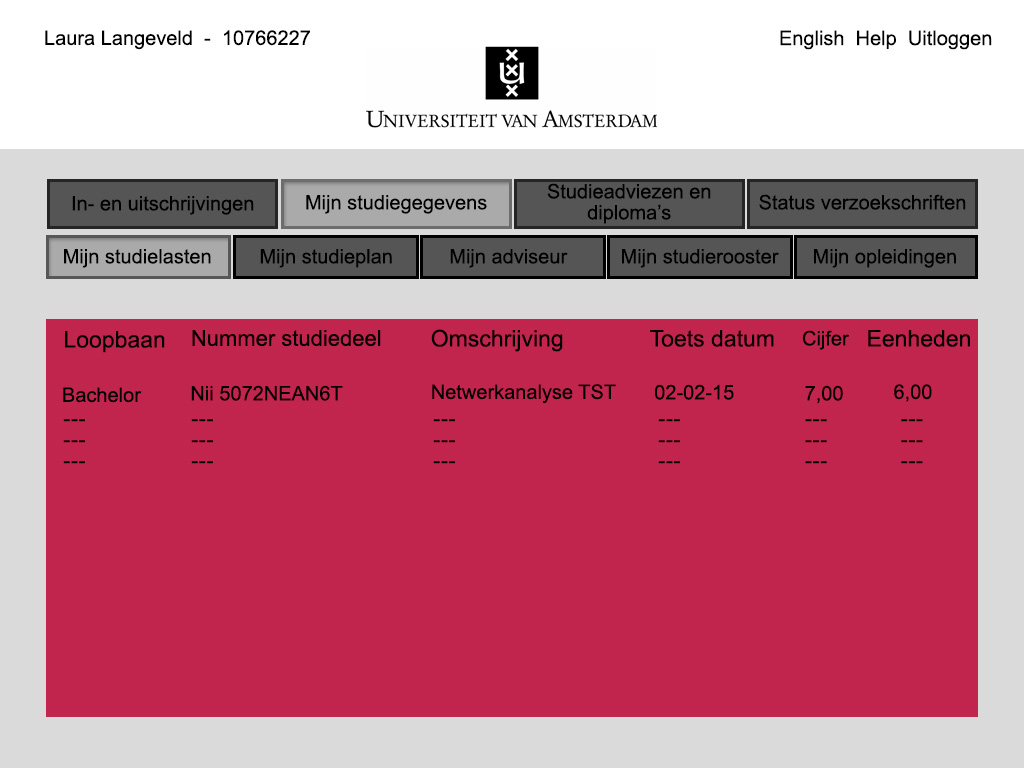 Laura Langeveld - 10766227
English Help Uitloggen
UNIVERSITEIT VAN AMSTERDAM
In- en uitschrijvingen
Mijn studiegegevens
Studieadviezen en
diploma's
Status verzoekschriften
Mijn studielasten
Mijn studieplan
Mijn adviseur
Mijn studierooster
Mijn opleidingen
Loopbaan Nummer studiedeel Omschrijving Toets datum Cijfer Eenheden
Bachelor Nii 5072NEAN6T Netwerkanalyse TST 02-02-15 7,00 6,00
--- --- --- --- --- ---
--- --- --- --- --- ---
--- --- --- --- --- ---